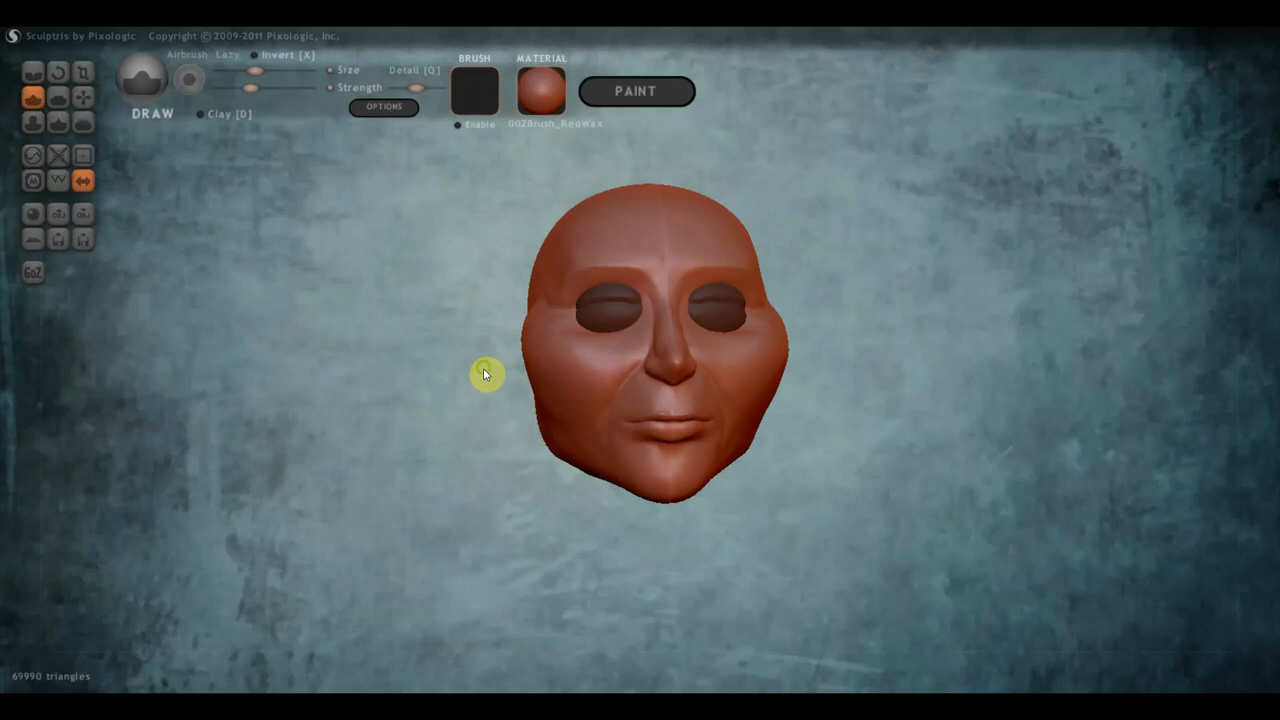 Sculptris by Pixologic Copyright ©2009-2011 Pixologic, Inc.
Airbrush Lazy Invert [X]
Size Detail [Q]
Strength
OPTIONS
DRAW Clay [D]
BRUSH MATERIAL
PAINT
Enable 00ZBrush_RedWax
GoZ
69990 triangles